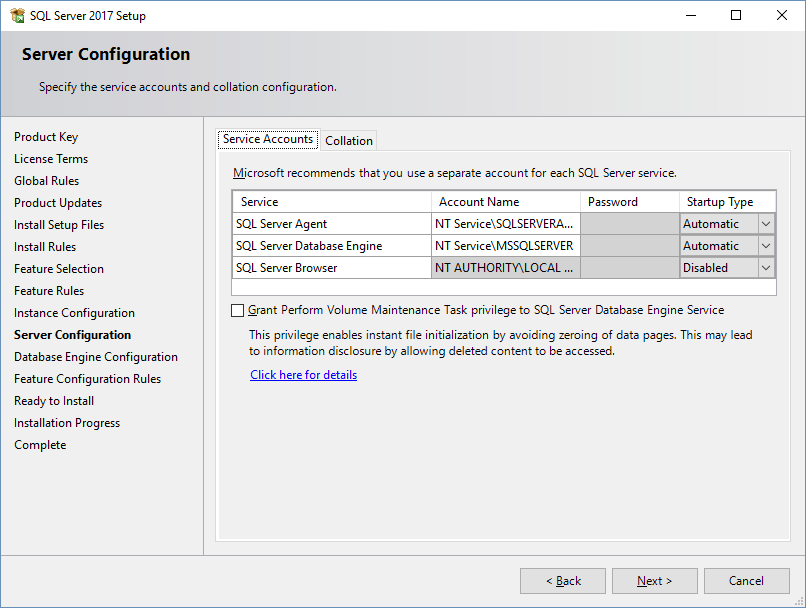 SQL Server 2017 Setup
Server Configuration
Specify the service accounts and collation configuration.
Product Key
License Terms
Global Rules
Product Updates
Install Setup Files
Install Rules
Feature Selection
Feature Rules
Instance Configuration
Server Configuration
Database Engine Configuration
Feature Configuration Rules
Ready to Install
Installation Progress
Complete
Service Accounts Collation
Microsoft recommends that you use a separate account for each SQL Server service.
Service Account Name Password Startup Type
SQL Server Agent NT Service\SQLSERVERA... Automatic
SQL Server Database Engine NT Service\MSSQLSERVER Automatic
SQL Server Browser NT AUTHORITY\LOCAL ... Disabled
Grant Perform Volume Maintenance Task privilege to SQL Server Database Engine Service
This privilege enables instant file initialization by avoiding zeroing of data pages. This may lead
to information disclosure by allowing deleted content to be accessed.
Click here for details
< Back Next > Cancel